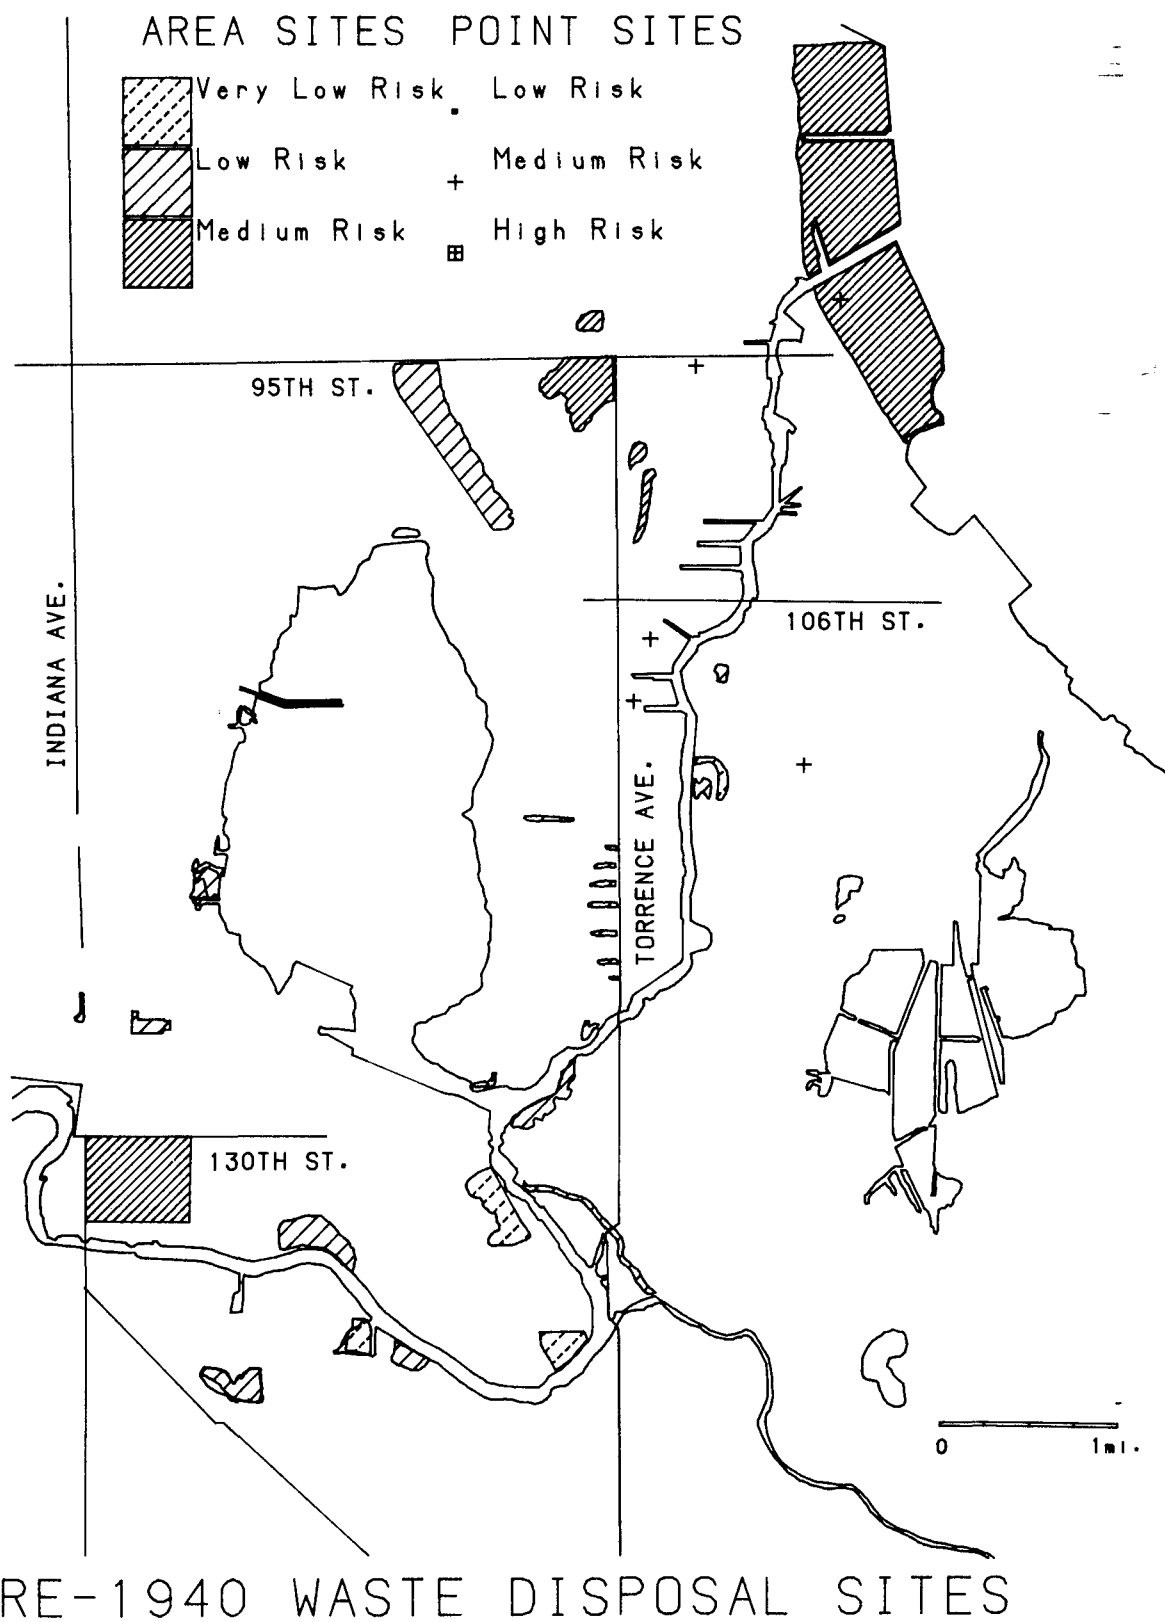 AREA SITES POINT SITES
Very Low Risk Low Risk
Low Risk Medium Risk
Medium Risk High Risk
95TH ST.
INDIANA AVE.
106TH ST.
TORRENCE AVE.
130TH ST.
0 1mi.
RE-1940 WASTE DISPOSAL SITES